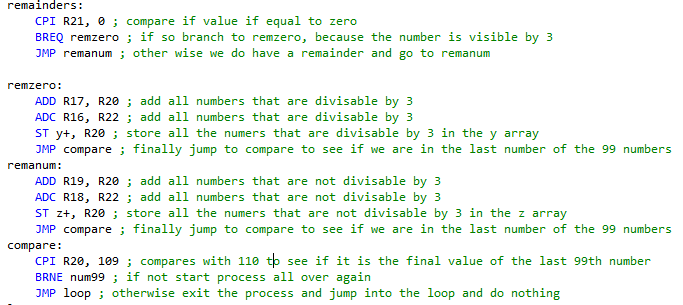 remainders:
CPI R21, 0 ; compare if value if equal to zero
BREQ remzero ; if so branch to remzero, because the number is visible by 3
JMP remanum ; other wise we do have a remainder and go to remanum
remzero:
ADD R17, R20 ; add all numbers that are divisable by 3
ADC R16, R22 ; add all numbers that are divisable by 3
ST y+, R20 ; store all the numers that are divisable by 3 in the y array
JMP compare ; finally jump to compare to see if we are in the last number of the 99 numbers
remanum:
ADD R19, R20 ; add all numbers that are not divisable by 3
ADC R18, R22 ; add all numbers that are not divisable by 3
ST z+, R20 ; store all the numers that are not divisable by 3 in the z array
JMP compare ; finally jump to compare to see if we are in the last number of the 99 numbers
compare:
CPI R20, 109 ; compares with 110 to see if it is the final value of the last 99th number
BRNE num99 ; if not start process all over again
JMP loop ; otherwise exit the process and jump into the loop and do nothing